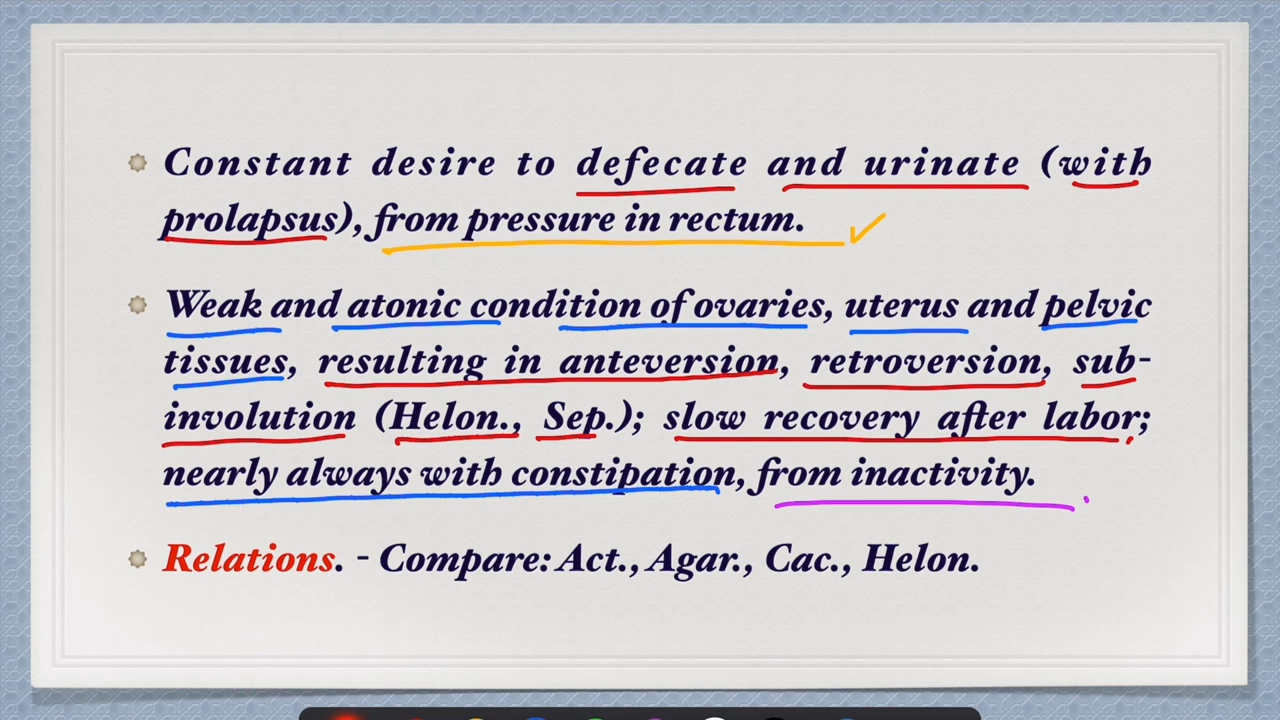 Constant desire to defecate and urinate (with
prolapsus), from pressure in rectum.
Weak and atonic condition of ovaries, uterus and pelvic
tissues, resulting in anteversion, retroversion, sub-
involution (Helon., Sep.); slow recovery after labor;
nearly always with constipation, from inactivity.
Relations. - Compare: Act., Agar., Cac., Helon.